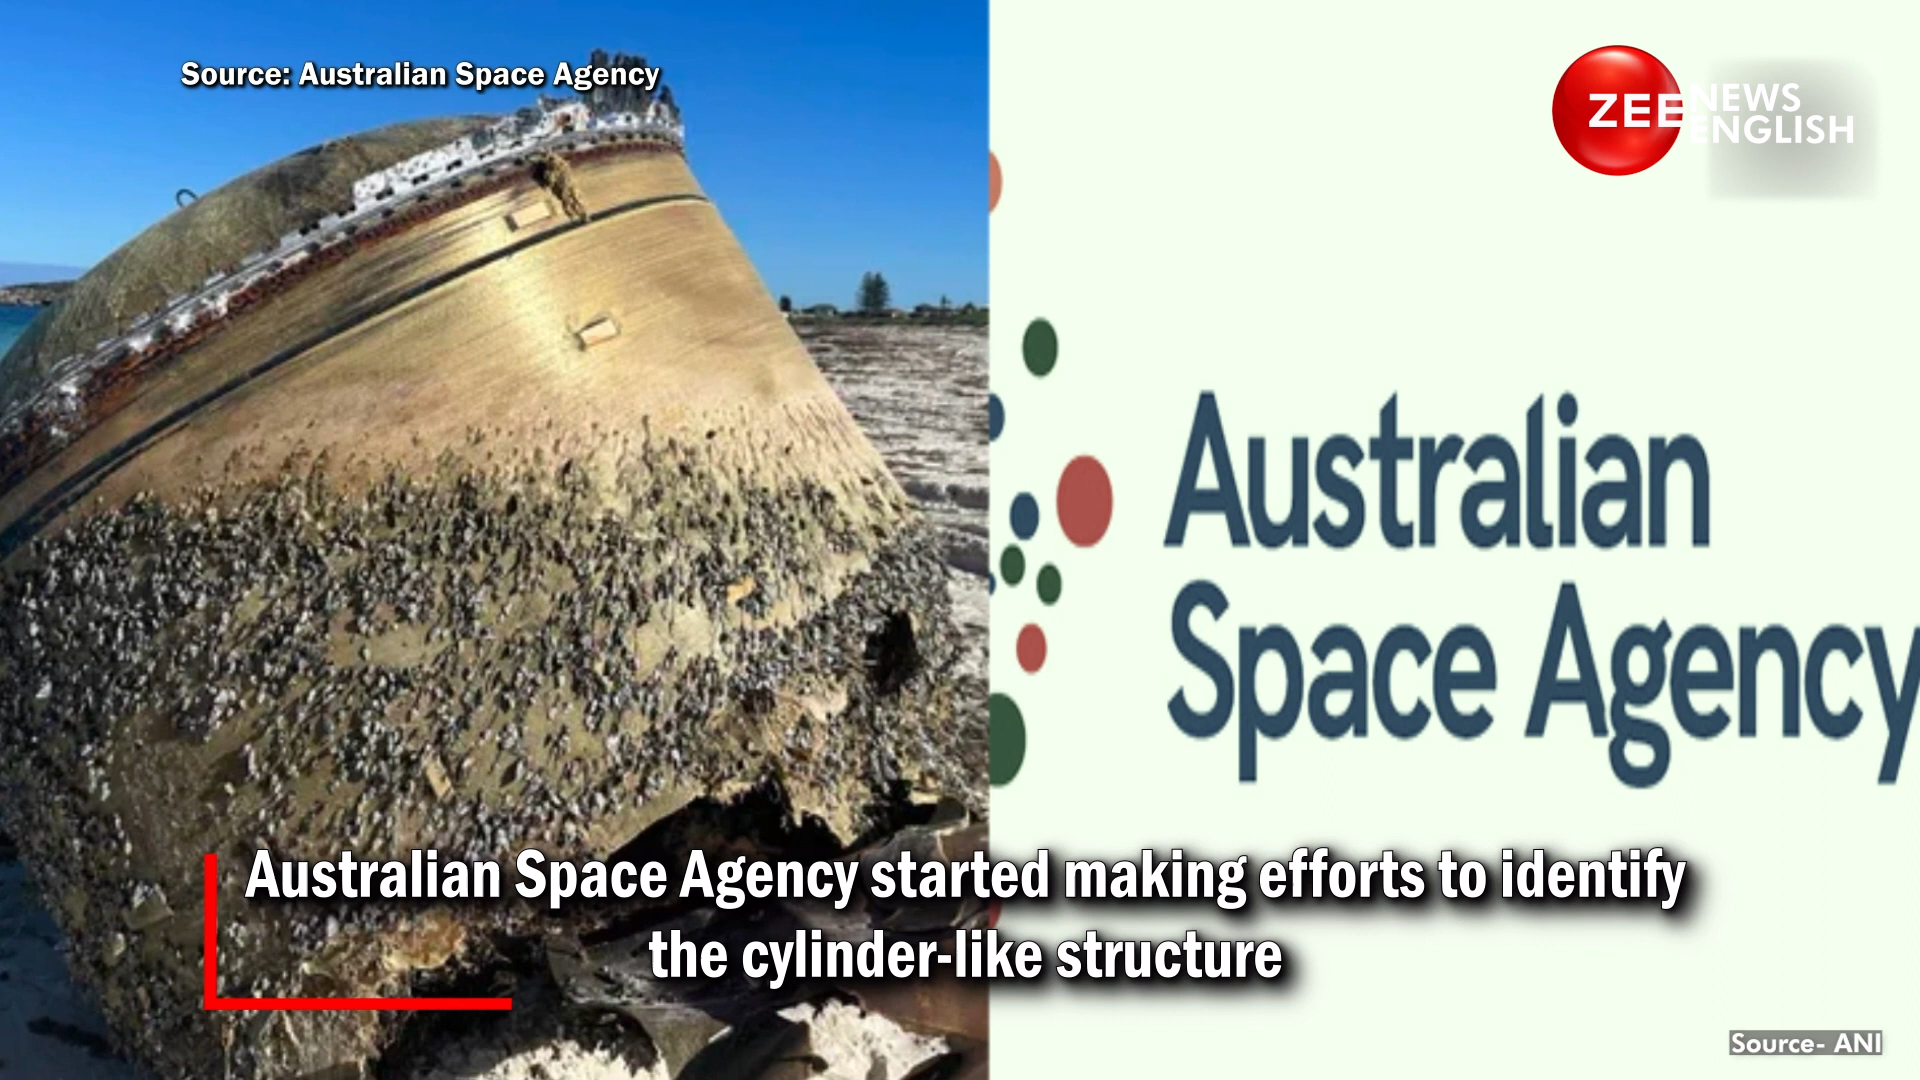 Source: Australian Space Agency
ZEE NEWS
ENGLISH
Australian
Space Agency
Australian Space Agency started making efforts to identify
the cylinder-like structure
Source- ANI